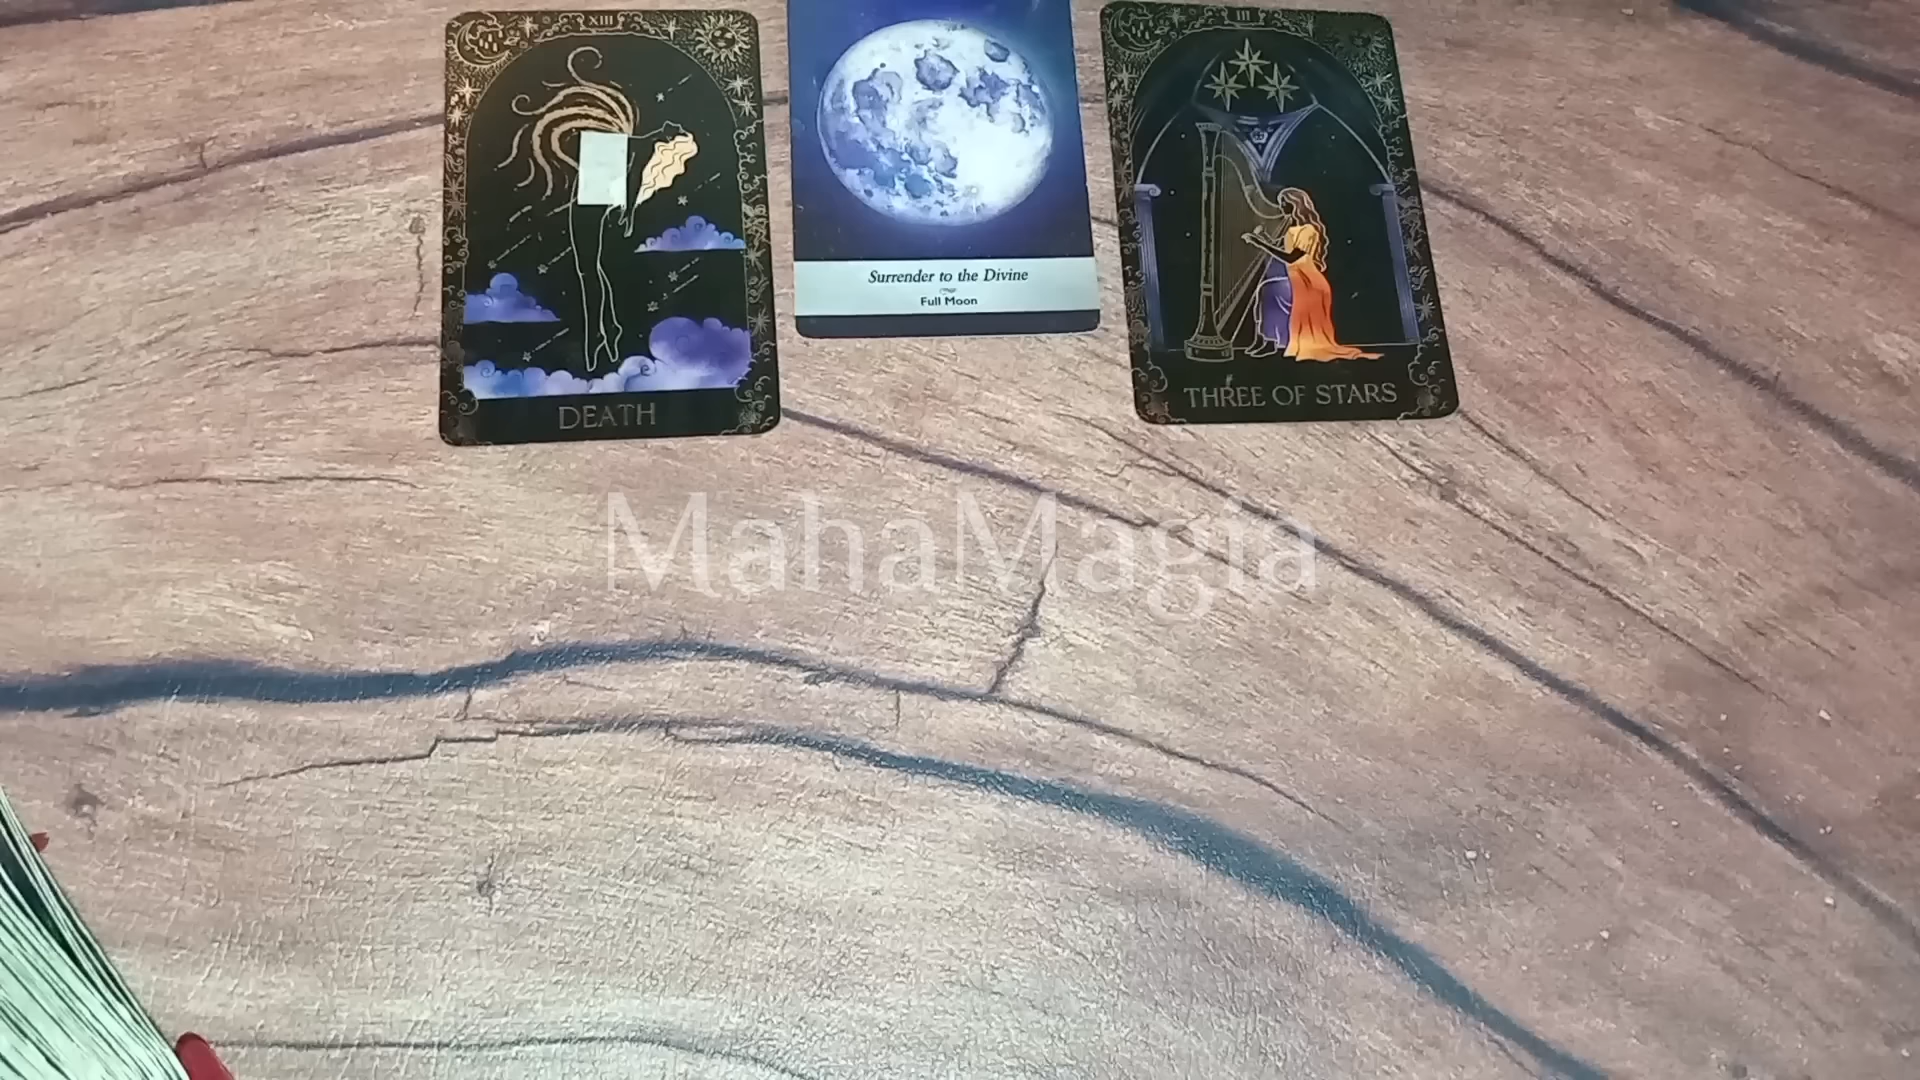 XIII
DEATH
Surrender to the Divine
Full Moon
III
THREE OF STARS
MahaMagia